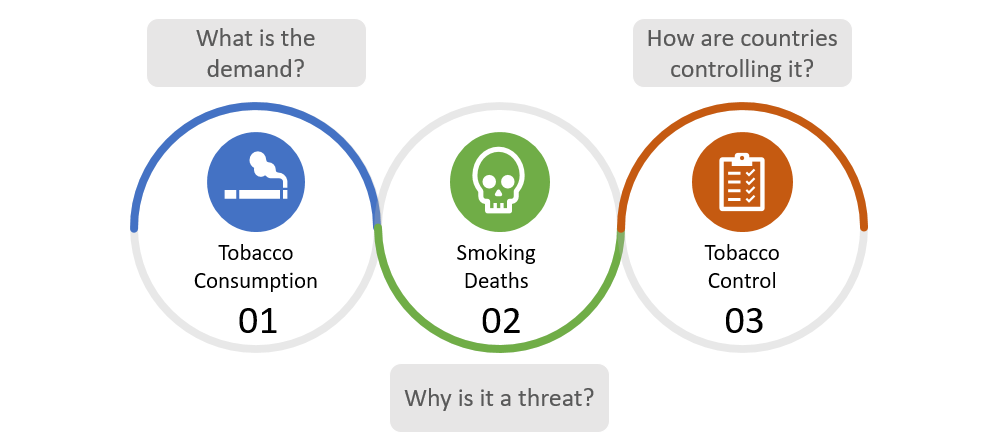 What is the
demand?
How are countries
controlling it?
Tobacco
Consumption
01
Smoking
Deaths
02
Tobacco
Control
03
Why is it a threat?